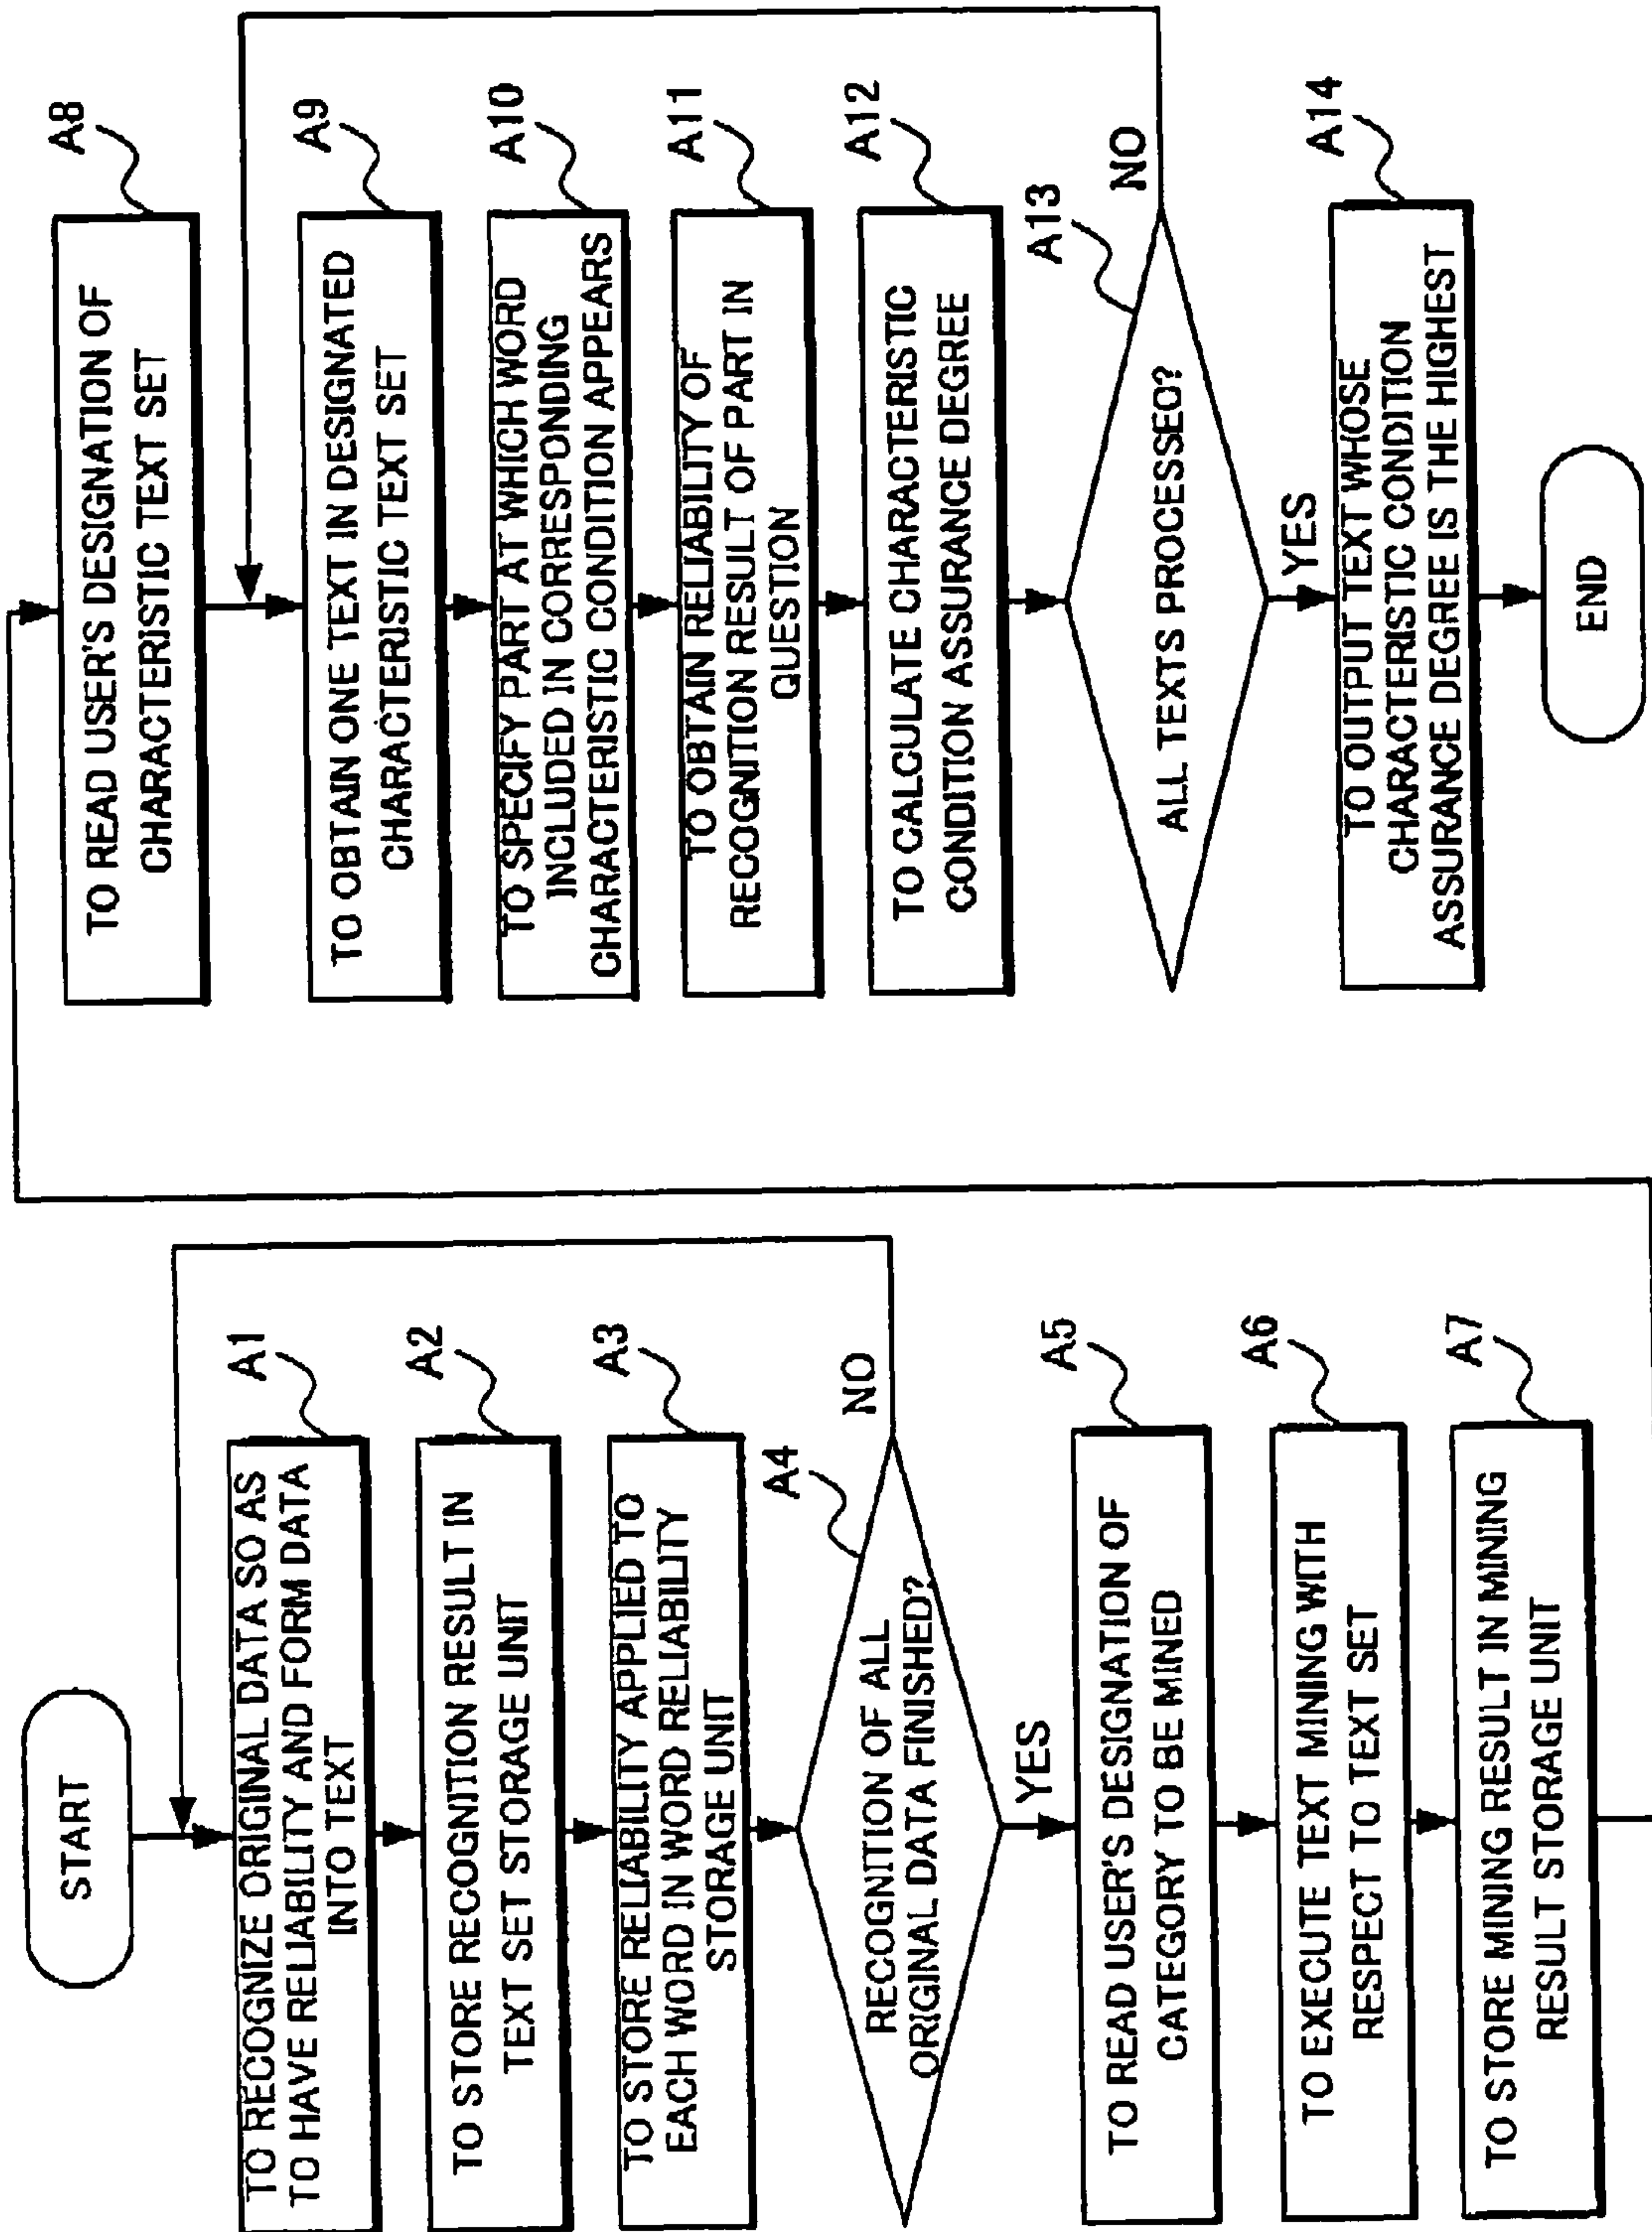 START
A1
TO RECOGNIZE ORIGINAL DATA SO AS
TO HAVE RELIABILITY AND FORM DATA
INTO TEXT
A2
TO STORE RECOGNITION RESULT IN
TEXT SET STORAGE UNIT
A3
TO STORE RELIABILITY APPLIED TO
EACH WORD IN WORD RELIABILITY
STORAGE UNIT
A4
RECOGNITION OF ALL
ORIGINAL DATA FINISHED?
NO
YES
A5
TO READ USER'S DESIGNATION OF
CATEGORY TO BE MINED
A6
TO EXECUTE TEXT MINING WITH
RESPECT TO TEXT SET
A7
TO STORE MINING RESULT IN MINING
RESULT STORAGE UNIT
A8
TO READ USER'S DESIGNATION OF
CHARACTERISTIC TEXT SET
A9
TO OBTAIN ONE TEXT IN DESIGNATED
CHARACTERISTIC TEXT SET
A10
TO SPECIFY PART AT WHICH WORD
INCLUDED IN CORRESPONDING
CHARACTERISTIC CONDITION APPEARS
A11
TO OBTAIN RELIABILITY OF
RECOGNITION RESULT OF PART IN
QUESTION
A12
TO CALCULATE CHARACTERISTIC
CONDITION ASSURANCE DEGREE
A13
ALL TEXTS PROCESSED?
NO
YES
A14
TO OUTPUT TEXT WHOSE
CHARACTERISTIC CONDITION
ASSURANCE DEGREE IS THE HIGHEST
END